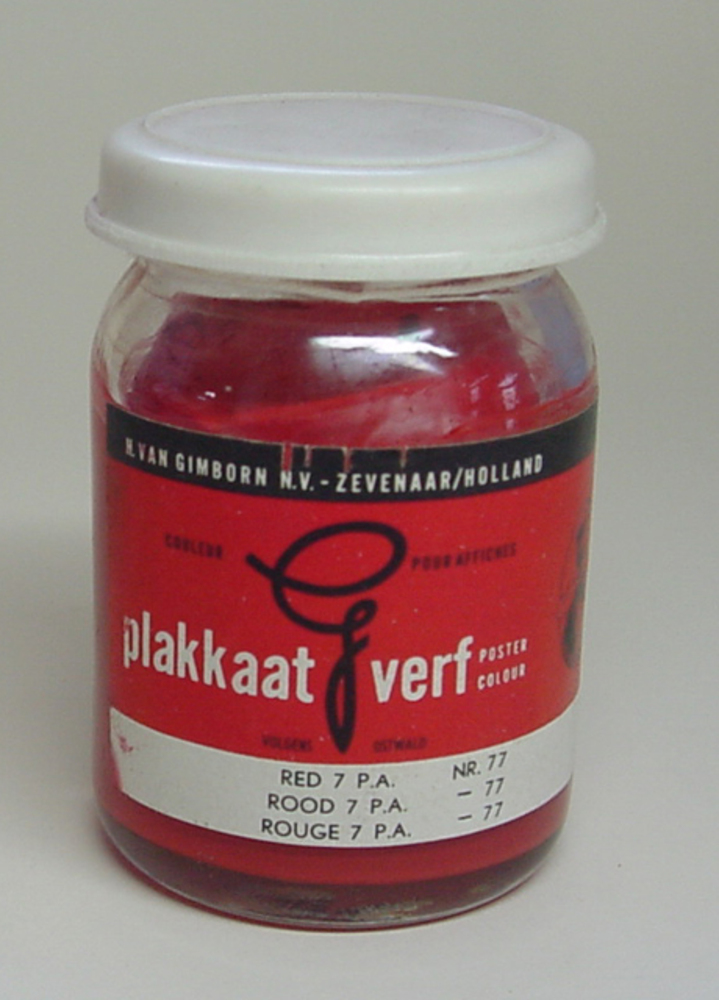 H. VAN GIMBORN N.V. - ZEVENAAR/HOLLAND
COULEUR POUR AFFICHES
plakkaat verf POSTER
COLOUR
VOLGENS OSTWALD
RED 7 P.A. NR. 77
ROOD 7 P.A. – 77
ROUGE 7 P.A. – 77